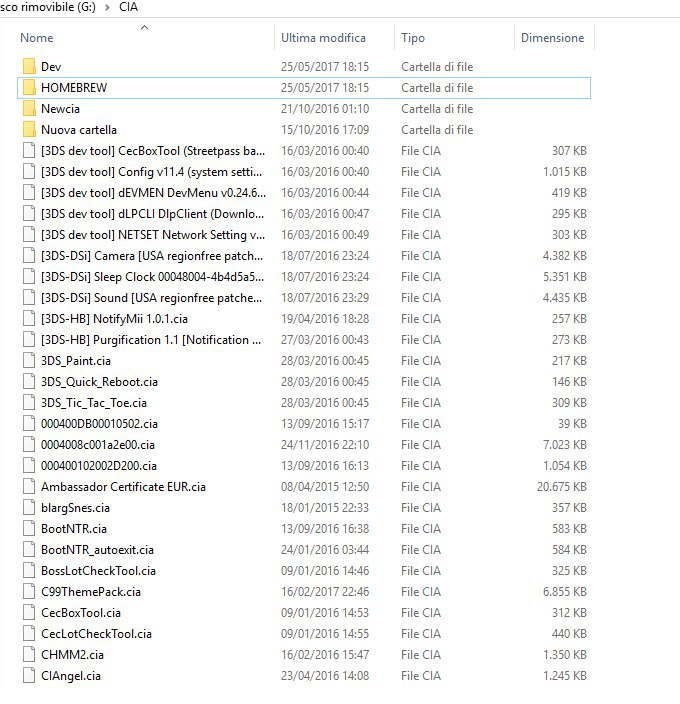 sco rimovibile (G:) > CIA
Nome Ultima modifica Tipo Dimensione
Dev 25/05/2017 18:15 Cartella di file
HOMEBREW 25/05/2017 18:15 Cartella di file
Newcia 21/10/2016 01:10 Cartella di file
Nuova cartella 15/10/2016 17:09 Cartella di file
[3DS dev tool] CecBoxTool (Streetpass ba... 16/03/2016 00:40 File CIA 307 KB
[3DS dev tool] Config v11.4 (system setti... 16/03/2016 00:40 File CIA 1.015 KB
[3DS dev tool] dEVMEN DevMenu v0.24.6... 16/03/2016 00:44 File CIA 419 KB
[3DS dev tool] dLPCLI DlpClient (Downlo... 16/03/2016 00:47 File CIA 295 KB
[3DS dev tool] NETSET Network Setting v... 16/03/2016 00:49 File CIA 303 KB
[3DS-DSi] Camera [USA regionfree patch... 18/07/2016 23:24 File CIA 4.382 KB
[3DS-DSi] Sleep Clock 00048004-4b4d5a5... 18/07/2016 23:24 File CIA 5.351 KB
[3DS-DSi] Sound [USA regionfree patche... 18/07/2016 23:29 File CIA 4.435 KB
[3DS-HB] NotifyMii 1.0.1.cia 19/04/2016 18:28 File CIA 257 KB
[3DS-HB] Purgification 1.1 [Notification ... 27/03/2016 00:43 File CIA 273 KB
3DS_Paint.cia 28/03/2016 00:45 File CIA 217 KB
3DS_Quick_Reboot.cia 28/03/2016 00:45 File CIA 146 KB
3DS_Tic_Tac_Toe.cia 28/03/2016 00:45 File CIA 309 KB
000400DB00010502.cia 13/09/2016 15:17 File CIA 39 KB
0004008c001a2e00.cia 24/11/2016 22:10 File CIA 7.023 KB
000400102002D200.cia 13/09/2016 16:13 File CIA 1.054 KB
Ambassador Certificate EUR.cia 08/04/2015 12:50 File CIA 20.675 KB
blargSnes.cia 18/01/2015 22:33 File CIA 357 KB
BootNTR.cia 13/09/2016 16:38 File CIA 583 KB
BootNTR_autoexit.cia 24/01/2016 03:44 File CIA 584 KB
BossLotCheckTool.cia 09/01/2016 14:46 File CIA 325 KB
C99ThemePack.cia 16/02/2017 22:46 File CIA 6.855 KB
CecBoxTool.cia 09/01/2016 14:53 File CIA 312 KB
CecLotCheckTool.cia 09/01/2016 14:55 File CIA 440 KB
CHMM2.cia 16/02/2016 15:47 File CIA 1.350 KB
CIAngel.cia 23/04/2016 14:08 File CIA 1.245 KB